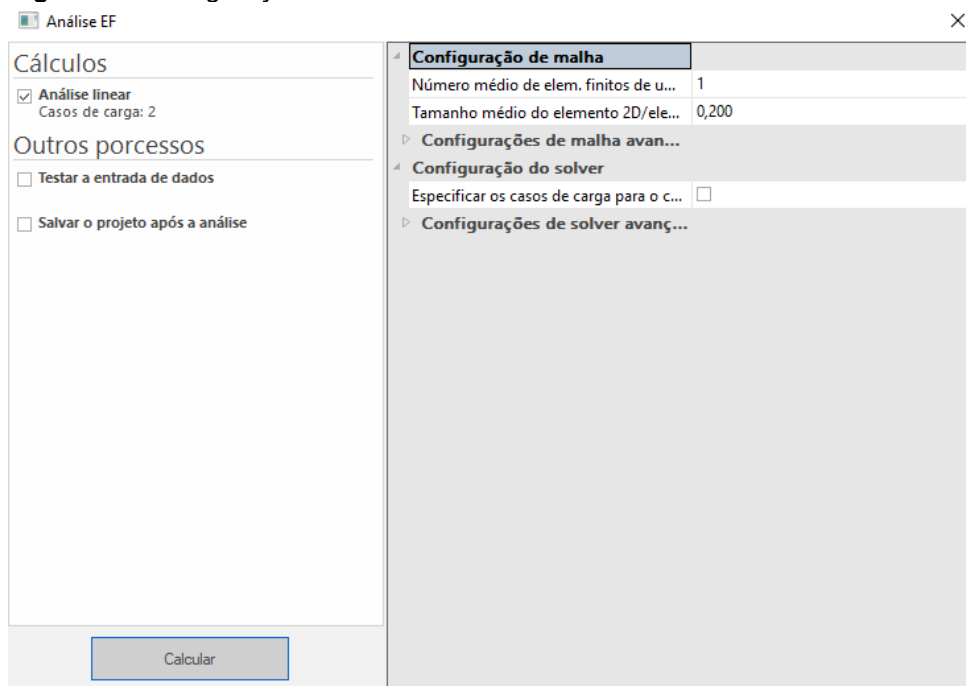 Análise EF
Cálculos
Análise linear
Casos de carga: 2
Outros porcessos
Testar a entrada de dados
Salvar o projeto após a análise
Calcular
Configuração de malha
Número médio de elem. finitos de u... 1
Tamanho médio do elemento 2D/ele... 0,200
Configurações de malha avan...
Configuração do solver
Especificar os casos de carga para o c...
Configurações de solver avanç...